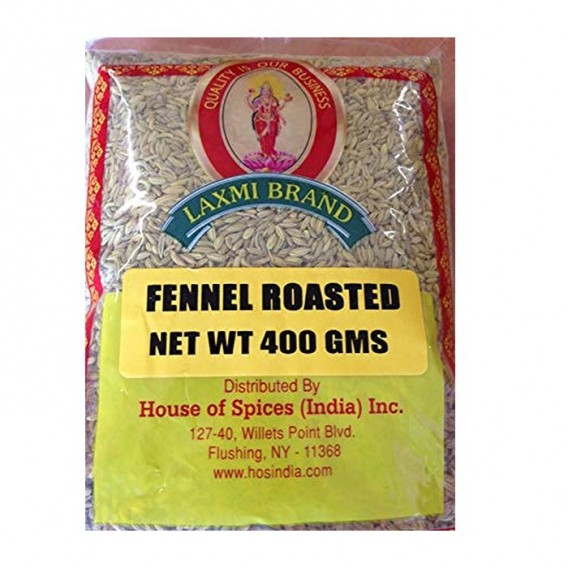 QUALITY IS OUR BUSINESS
LAXMI BRAND
FENNEL ROASTED
NET WT 400 GMS
Distributed By
House of Spices (India) Inc.
127-40, Willets Point Blvd.
Flushing, NY - 11368
www.hosindia.com